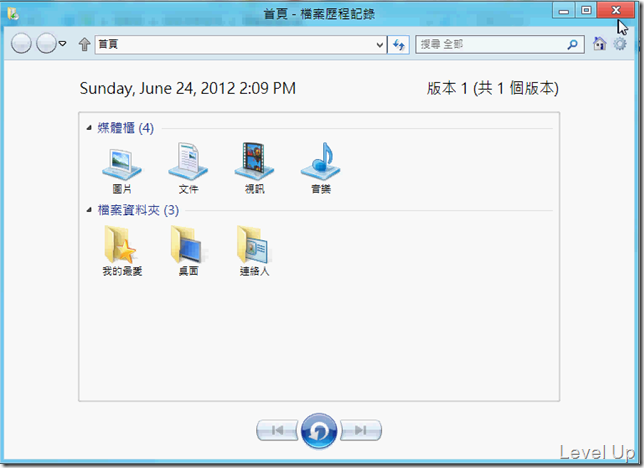 首頁 - 檔案歷程記錄
首頁
搜尋 全部
Sunday, June 24, 2012 2:09 PM
版本 1 (共 1 個版本)
媒體櫃 (4)
圖片
文件
視訊
音樂
檔案資料夾 (3)
我的最愛
桌面
連絡人
Level Up